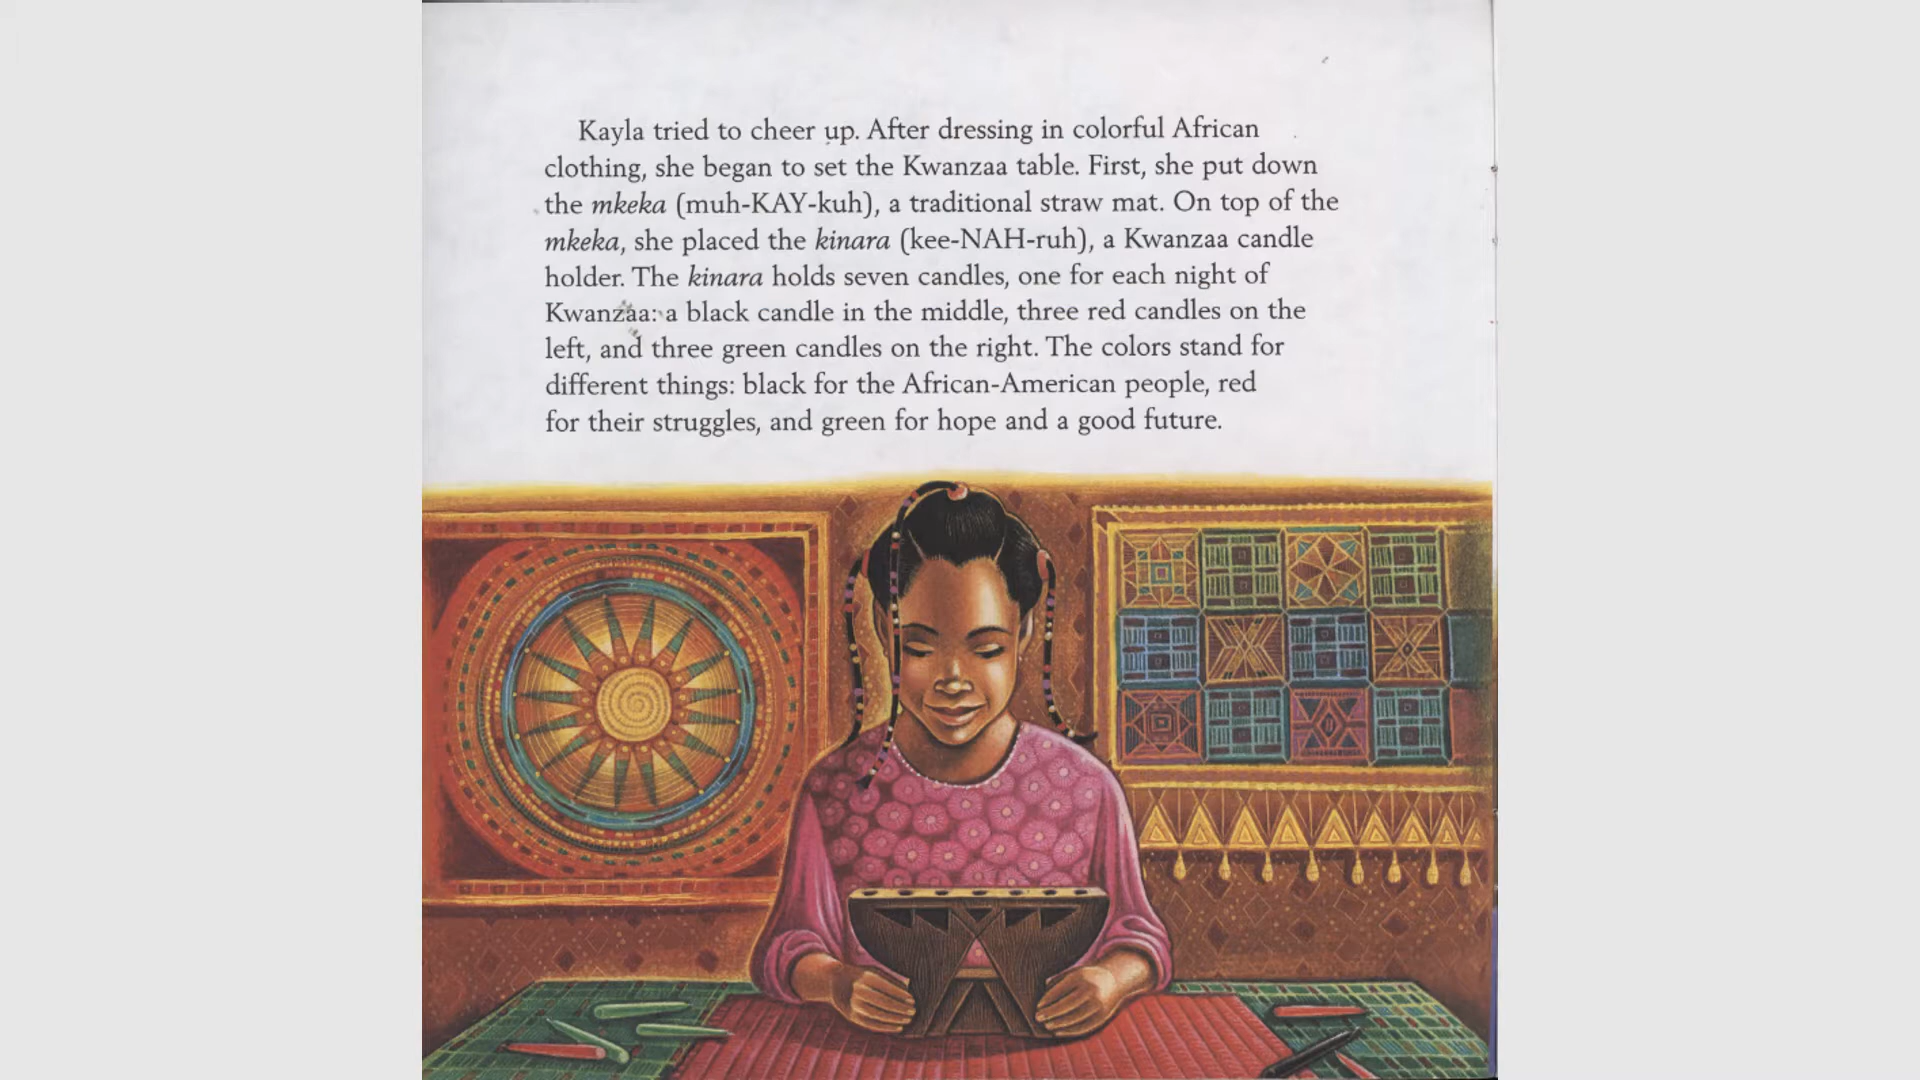 Kayla tried to cheer up. After dressing in colorful African
clothing, she began to set the Kwanzaa table. First, she put down
the mkeka (muh-KAY-kuh), a traditional straw mat. On top of the
mkeka, she placed the kinara (kee-NAH-ruh), a Kwanzaa candle
holder. The kinara holds seven candles, one for each night of
Kwanzaa: a black candle in the middle, three red candles on the
left, and three green candles on the right. The colors stand for
different things: black for the African-American people, red
for their struggles, and green for hope and a good future.